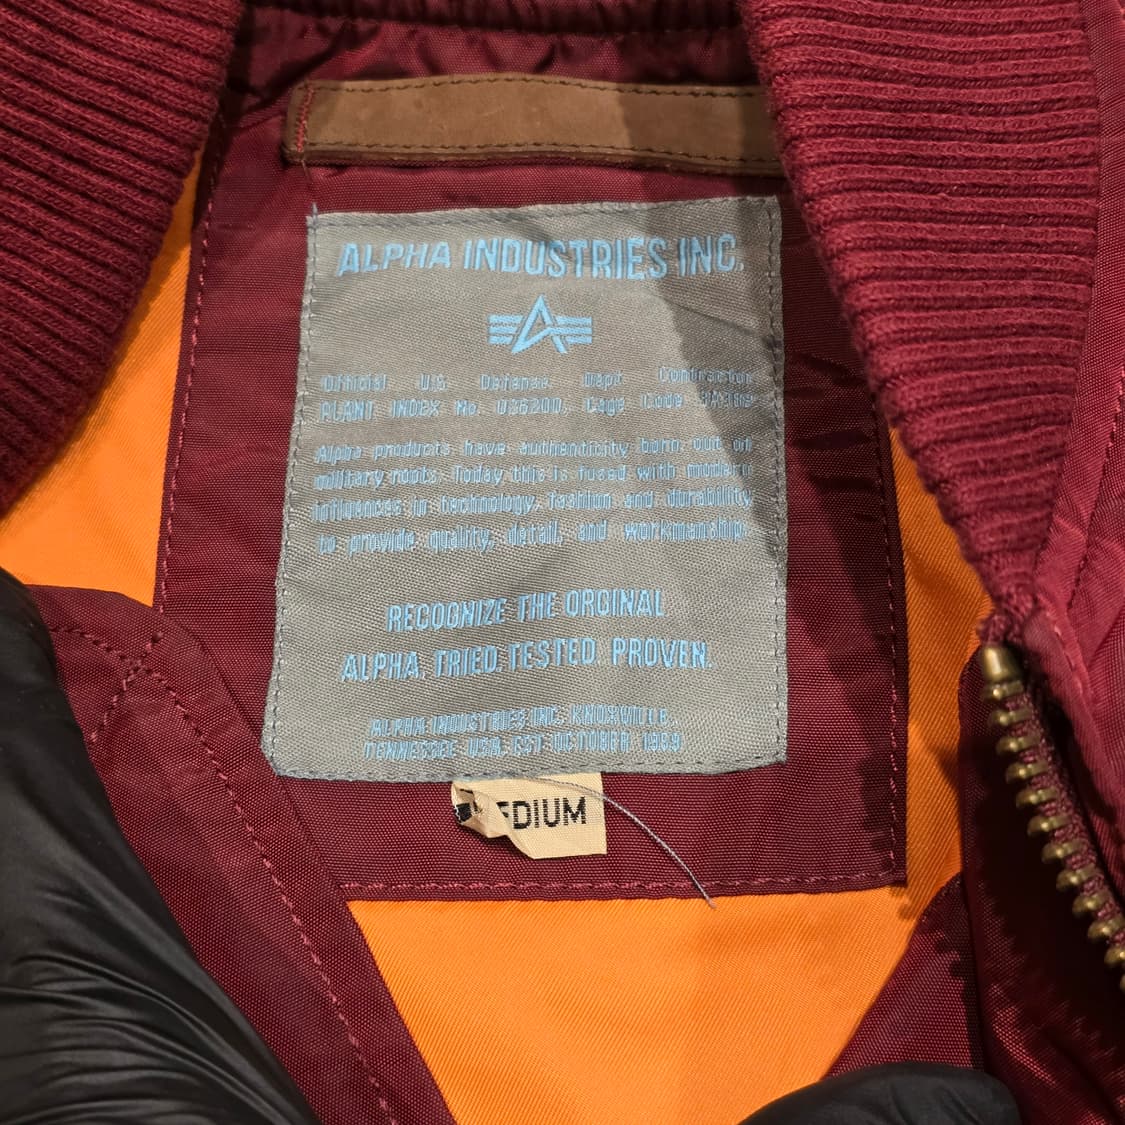 ALPHA INDUSTRIES INC.
Official U.S. Defense Dept Contractor
PLANT INDEX No. 0S6200, Cage Code
Alpha products have authenticity born out of
military roots. Today this is fused with modern
influences in technology, fashion and durability
to provide quality, detail, and workmanship.
RECOGNIZE THE ORGINAL
ALPHA. TRIED. TESTED. PROVEN.
ALPHA INDUSTRIES INC. KNOXVILLE,
TENNESSEE USA EST OCTOBER 1959
EDIUM